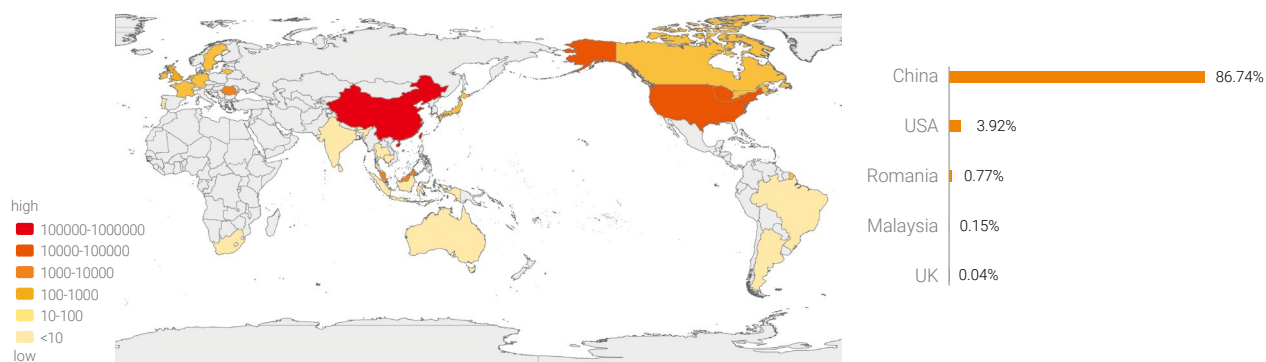 high
100000-1000000
10000-100000
1000-10000
100-1000
10-100
<10
low
China 86.74%
USA 3.92%
Romania 0.77%
Malaysia 0.15%
UK 0.04%